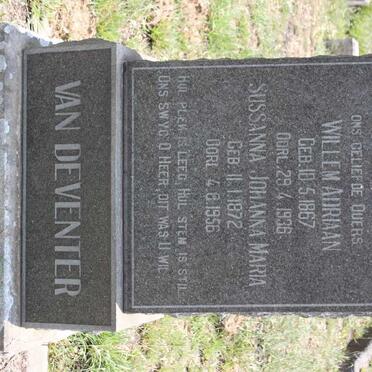 ONS GELIEFDE OUERS
WILLEM ADRIAAN
GEB. 10.5.1867
OORL. 29.4.1936
SUSSANNA JOHANNA MARIA
GEB. 11.1.1872
OORL. 4.8.1956
HUL PLEK IS LEEG, HUL STEM IS STIL
ONS SWYG O HEER, DIT WAS U WIL
VAN DEVENTER